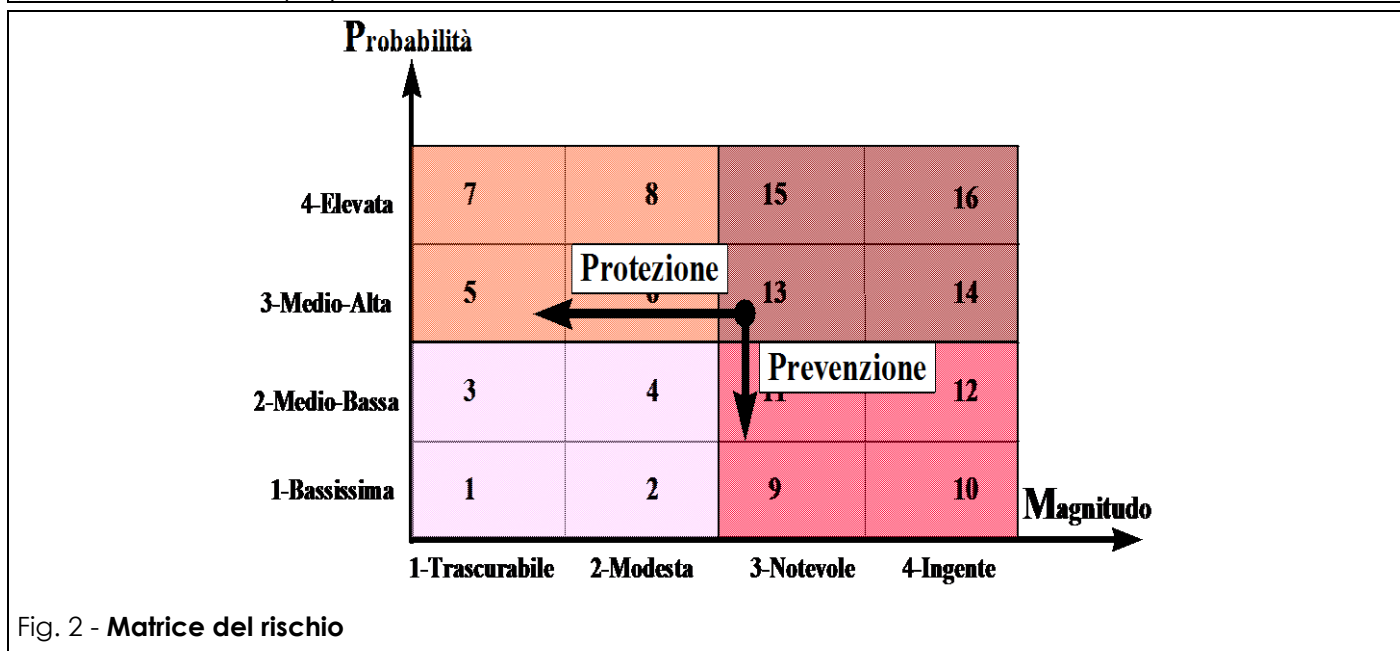 Probabilità
4-Elevata 7 8 15 16
Protezione
3-Medio-Alta 5 13 14
Prevenzione
2-Medio-Bassa 3 4 12
1-Bassissima 1 2 9 10
Magnitudo
1-Trascurabile 2-Modesta 3-Notevole 4-Ingente
Fig. 2 - Matrice del rischio